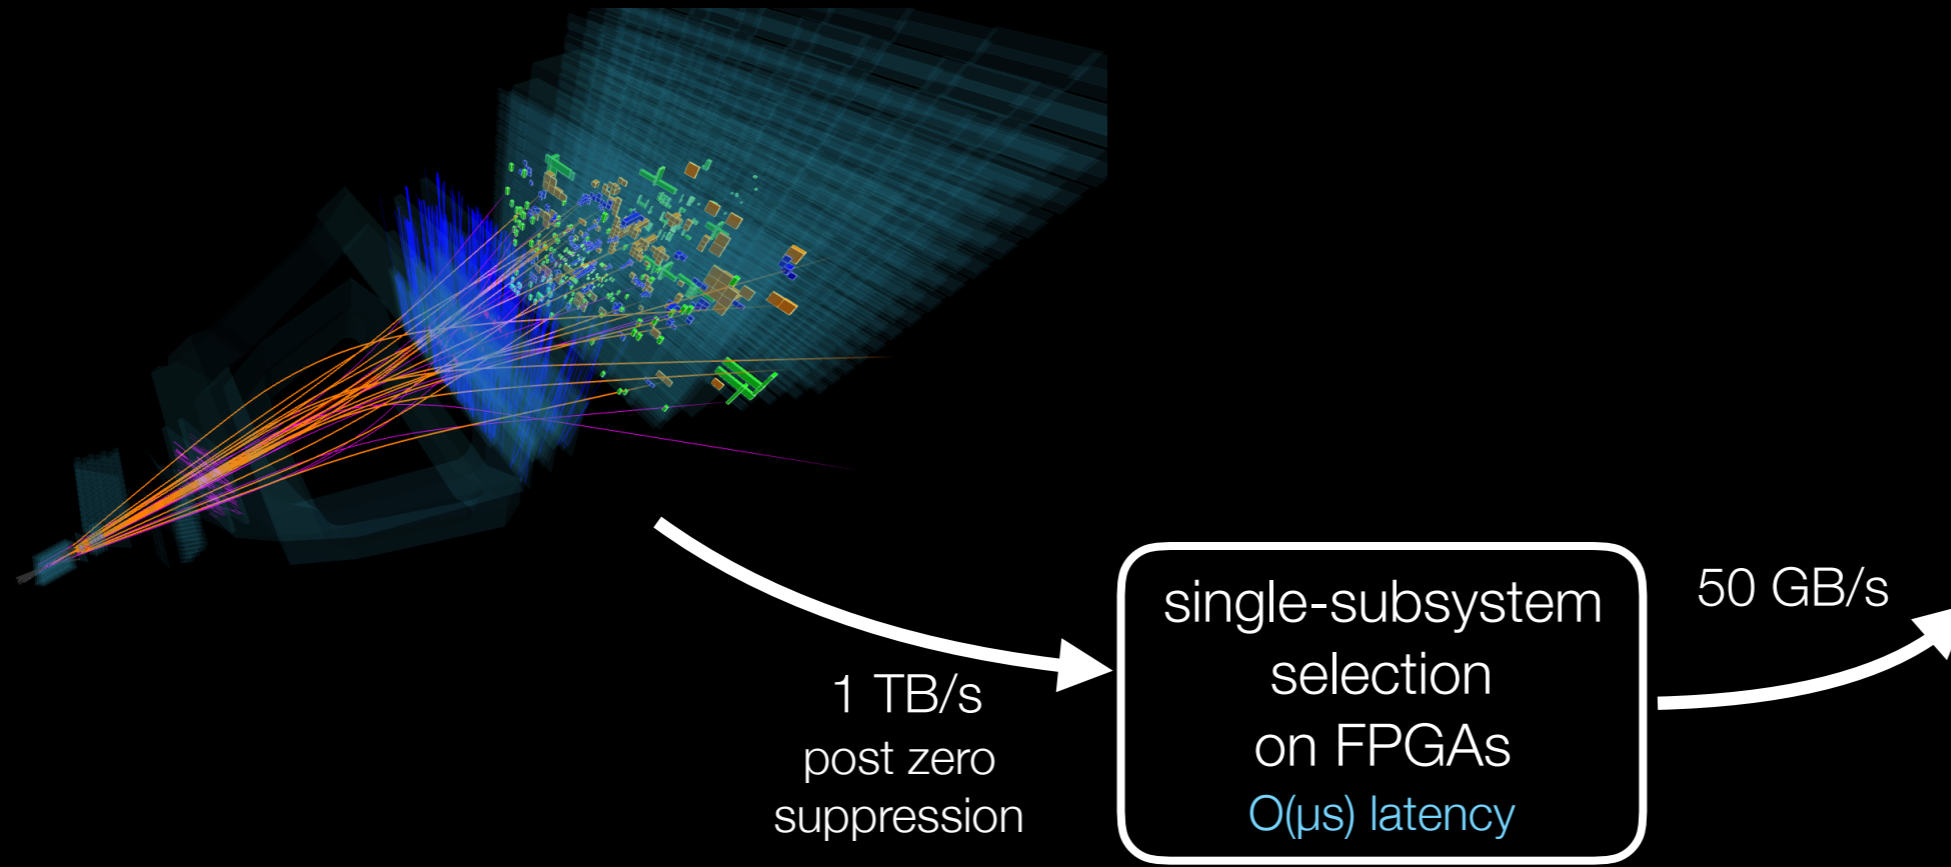 1 TB/s
post zero
suppression
single-subsystem
selection
on FPGAs
O(μs) latency
50 GB/s